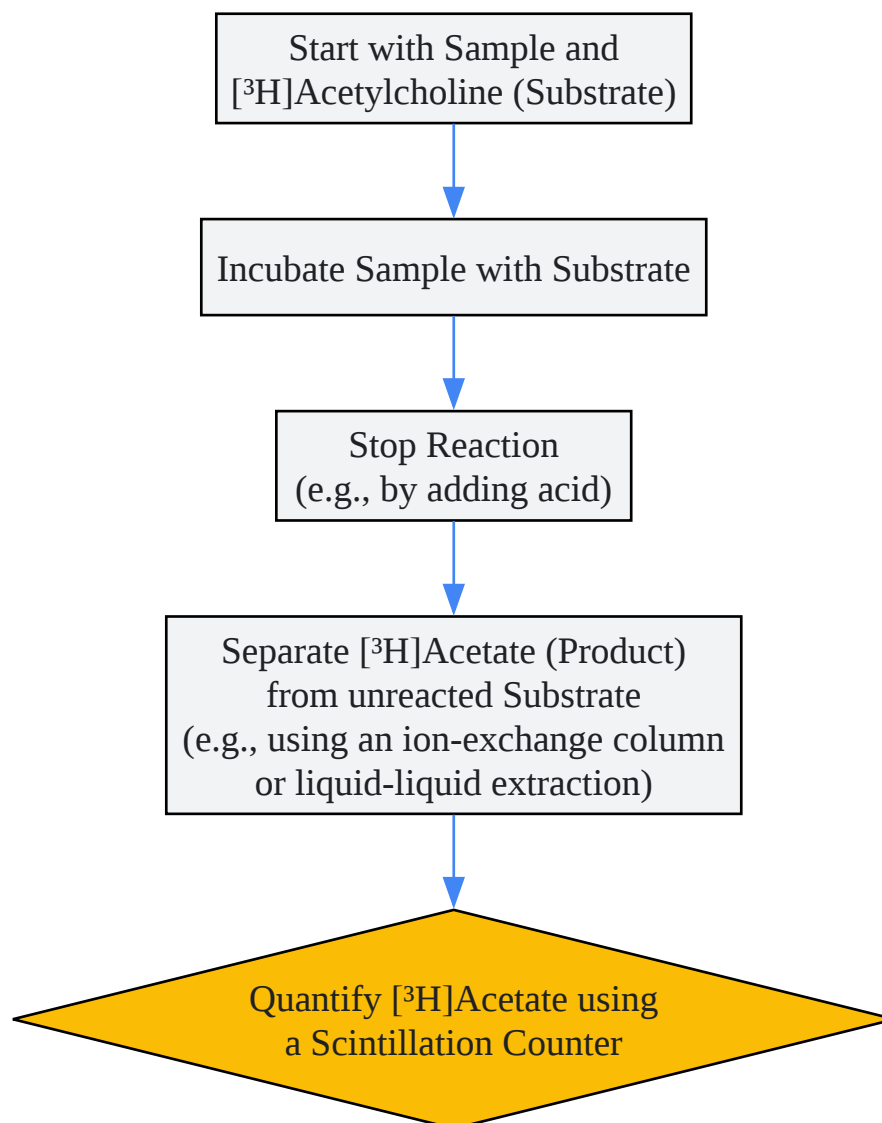 Start with Sample and
[³H]Acetylcholine (Substrate)
Incubate Sample with Substrate
Stop Reaction
(e.g., by adding acid)
Separate [³H]Acetate (Product)
from unreacted Substrate
(e.g., using an ion-exchange column
or liquid-liquid extraction)
Quantify [³H]Acetate using
a Scintillation Counter